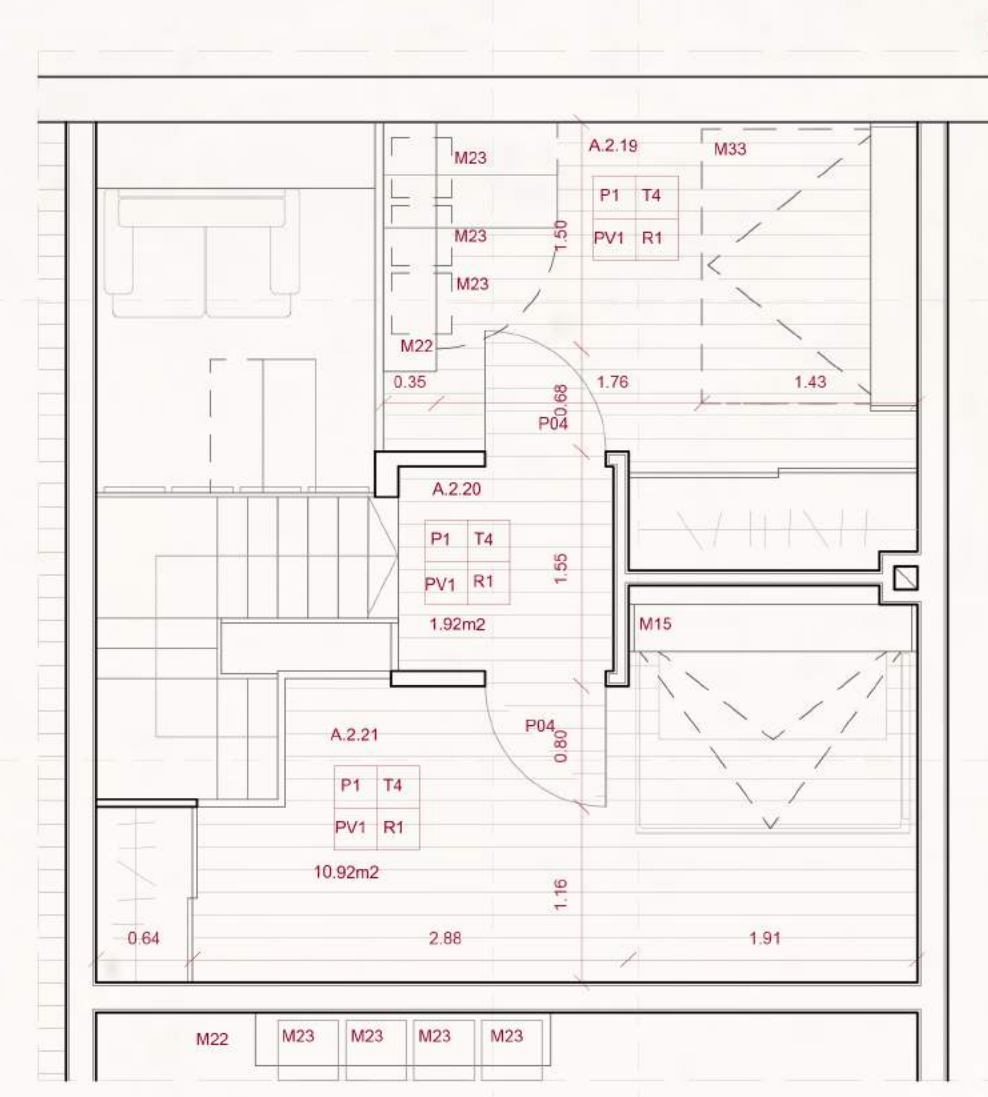 A.2.19
M33
M23
P1 T4
PV1 R1
1.50
M23
M23
M22
0.35
1.76
1.43
0.68
P04
A.2.20
P1 T4
PV1 R1
1.55
1.92m2
M15
P04
0.80
A.2.21
P1 T4
PV1 R1
10.92m2
1.16
0.64
2.88
1.91
M22
M23
M23
M23
M23